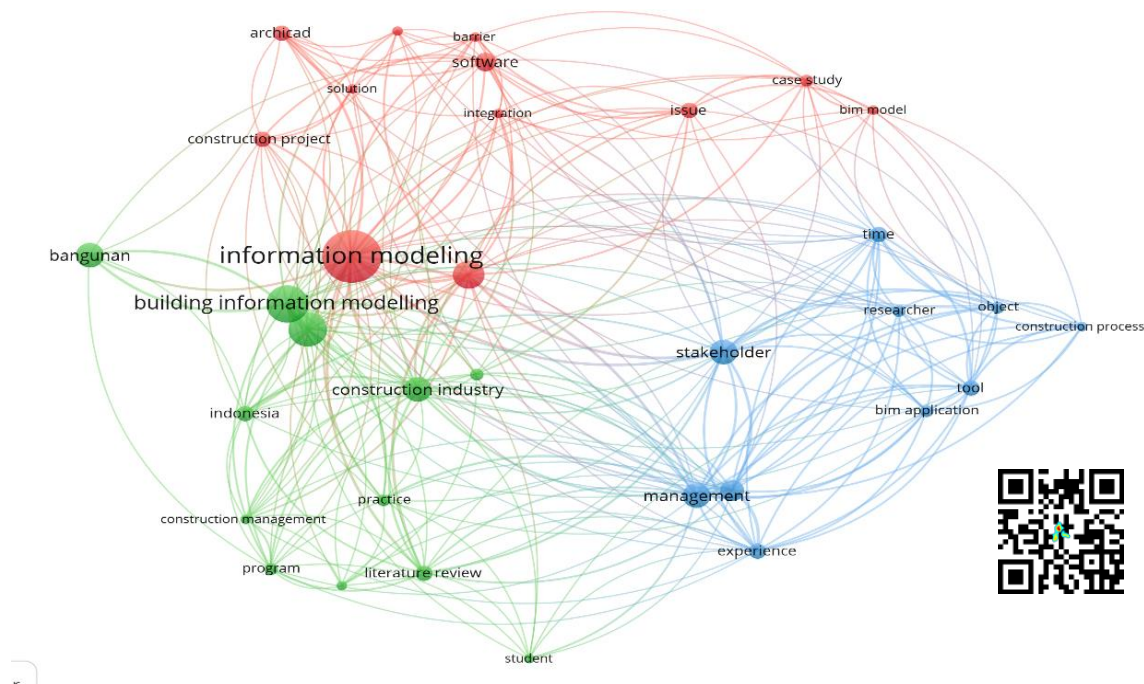 archicad
barrier
software
solution
integration
case study
issue
bim model
construction project
bangunan
information modeling
time
building information modelling
researcher
object
construction process
stakeholder
construction industry
tool
indonesia
bim application
practice
management
construction management
experience
program
literature review
student